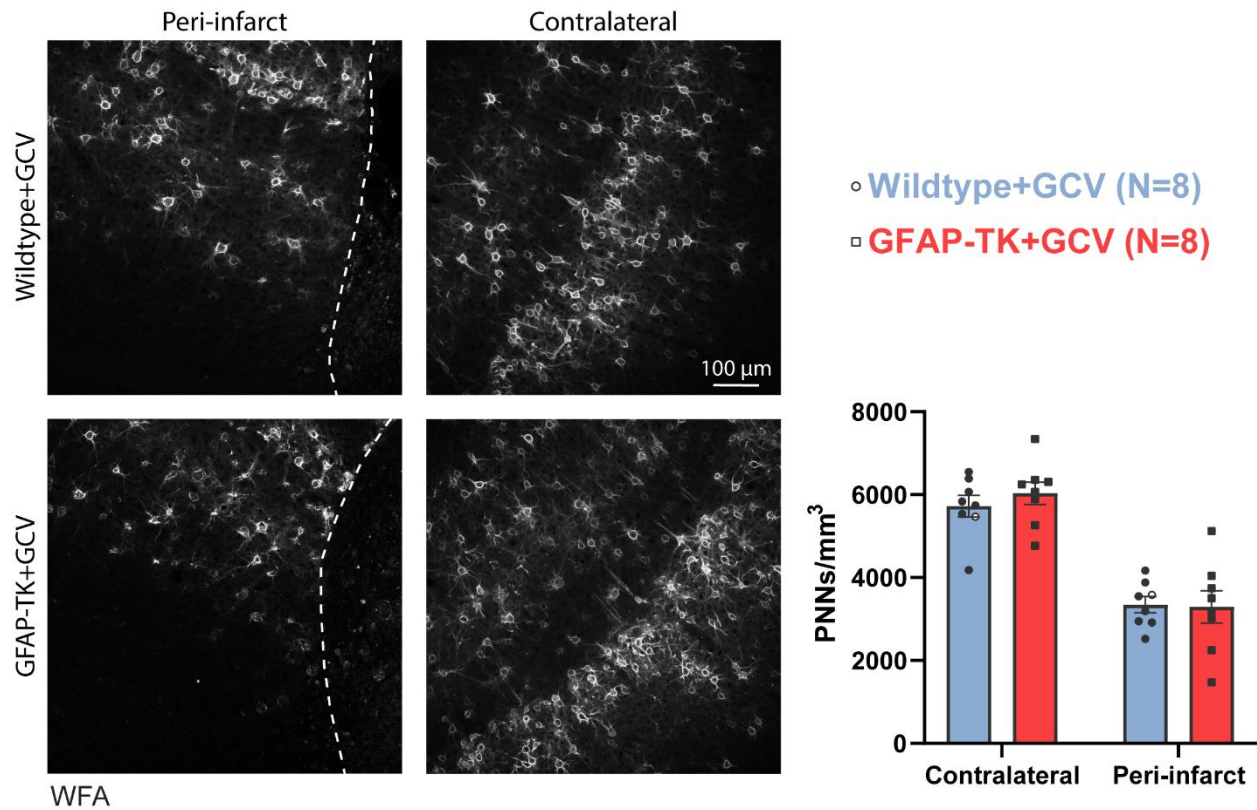 Peri-infarct
Contralateral
Wildtype+GCV
100 µm
GFAP-TK+GCV
WFA
Wildtype+GCV (N=8)
GFAP-TK+GCV (N=8)
PNNs/mm³
8000
6000
4000
2000
0
Contralateral
Peri-infarct